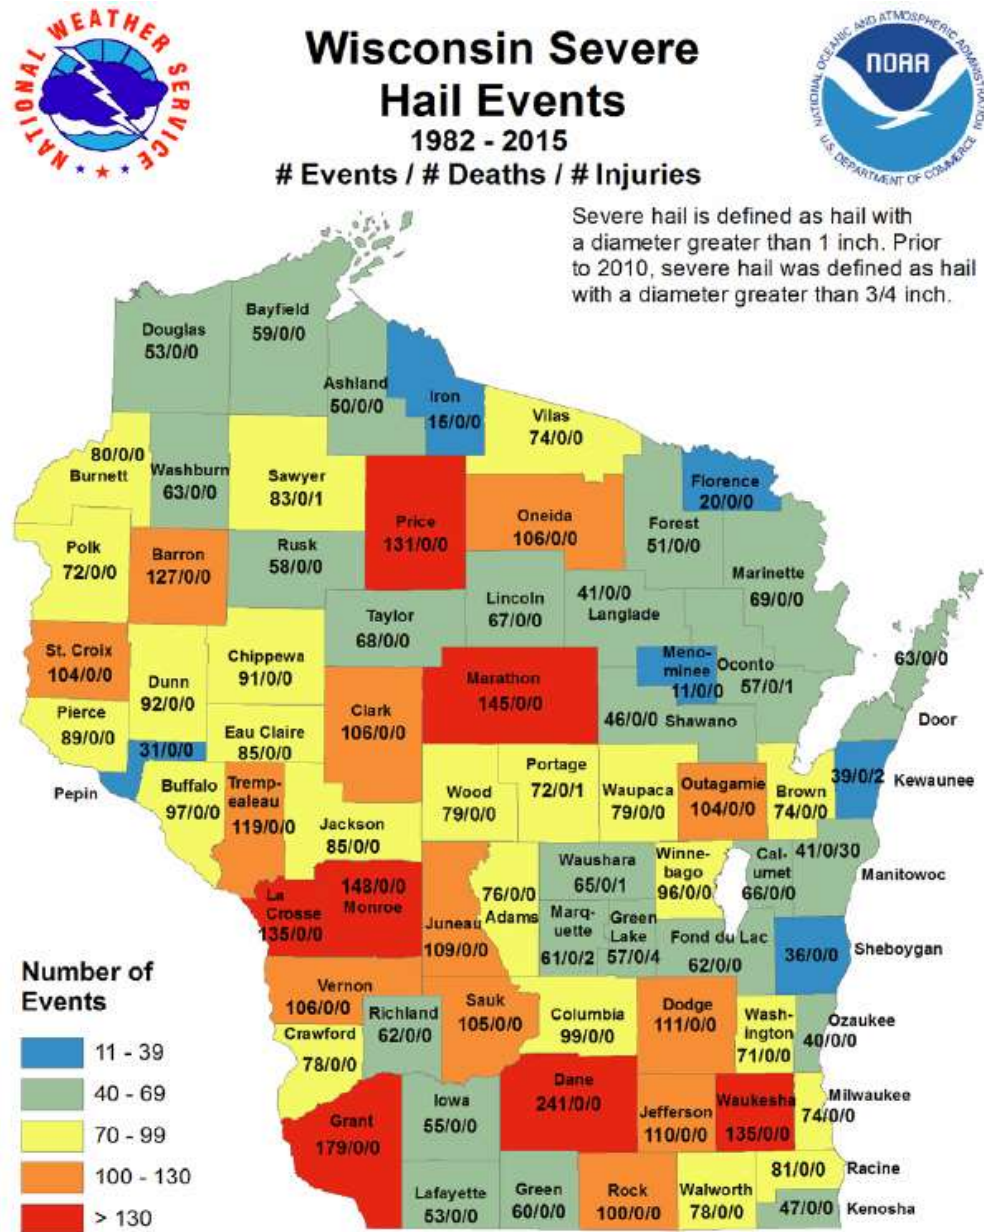 NATIONAL WEATHER SERVICE
Wisconsin Severe
Hail Events
1982 - 2015
# Events / # Deaths / # Injuries
NATIONAL OCEANIC AND ATMOSPHERIC ADMINISTRATION
NOAA
U.S. DEPARTMENT OF COMMERCE
Severe hail is defined as hail with
a diameter greater than 1 inch. Prior
to 2010, severe hail was defined as hail
with a diameter greater than 3/4 inch.
Douglas
53/0/0
Bayfield
59/0/0
Ashland
50/0/0
Iron
15/0/0
Vilas
74/0/0
80/0/0
Burnett
Washburn
63/0/0
Sawyer
83/0/1
Price
131/0/0
Oneida
106/0/0
Forest
51/0/0
Florence
20/0/0
Marinette
69/0/0
Polk
72/0/0
Barron
127/0/0
Rusk
58/0/0
Taylor
68/0/0
Lincoln
67/0/0
41/0/0
Langlade
St. Croix
104/0/0
Dunn
92/0/0
Chippewa
91/0/0
Clark
106/0/0
Marathon
145/0/0
Meno-
minee
11/0/0
Oconto
57/0/1
63/0/0
Door
46/0/0
Shawano
Pierce
89/0/0
31/0/0
Pepin
Eau Claire
85/0/0
Buffalo
97/0/0
Tremp-
ealeau
119/0/0
Jackson
85/0/0
Wood
79/0/0
Portage
72/0/1
Waupaca
79/0/0
Outagamie
104/0/0
Brown
74/0/0
39/0/2
Kewaunee
La
Crosse
135/0/0
148/0/0
Monroe
Juneau
109/0/0
76/0/0
Adams
Waushara
65/0/1
Winne-
bago
96/0/0
Cal-
umet
66/0/0
41/0/30
Manitowoc
Marq-
uette
61/0/2
Green
Lake
57/0/4
Fond du Lac
62/0/0
36/0/0
Sheboygan
Vernon
106/0/0
Crawford
78/0/0
Richland
62/0/0
Sauk
105/0/0
Columbia
99/0/0
Dodge
111/0/0
Wash-
ington
71/0/0
Ozaukee
40/0/0
Grant
179/0/0
Iowa
55/0/0
Dane
241/0/0
Jefferson
110/0/0
Waukesha
135/0/0
Milwaukee
74/0/0
Lafayette
53/0/0
Green
60/0/0
Rock
100/0/0
Walworth
78/0/0
81/0/0
Racine
47/0/0
Kenosha
Number of
Events
11 - 39
40 - 69
70 - 99
100 - 130
> 130